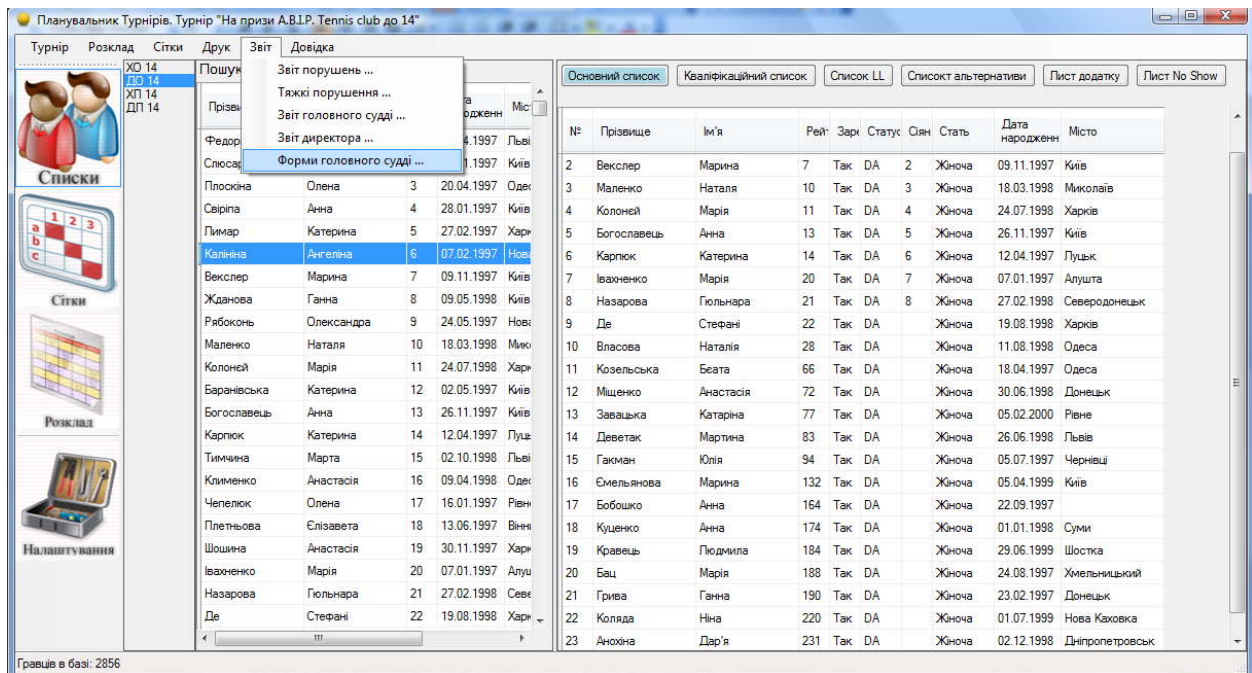 Планувальник Турнірів. Турнір "На призи A.B.I.P. Tennis club до 14"
Турнір Розклад Сітки Друк Звіт Довідка
Звіт порушень ...
Тяжкі порушення ...
Звіт головного судді ...
Звіт директора ...
Форми головного судді ...
Списки
Сітки
Розклад
Налаштування
ХО 14
ДО 14
ХП 14
ДП 14
Плоскіна Олена 3 20.04.1997
Свіріпа Анна 4 28.01.1997 Київ
Лимар Катерина 5 27.02.1997
Калініна Ангеліна 6 07.02.1997
Векслер Марина 7 09.11.1997 Київ
Жданова Ганна 8 09.05.1998 Київ
Рябоконь Олександра 9 24.05.1997
Маленко Наталя 10 18.03.1998
Колоней Марія 11 24.07.1998
Баранівська Катерина 12 02.05.1997 Київ
Богославець Анна 13 26.11.1997 Київ
Карпюк Катерина 14 12.04.1997
Тимчина Марта 15 02.10.1998
Клименко Анастасія 16 09.04.1998
Чепелюк Олена 17 16.01.1997
Плетньова Єлізавета 18 13.06.1997
Шошина Анастасія 19 30.11.1997
Івахненко Марія 20 07.01.1997
Назарова Гюльнара 21 27.02.1998
Де Стефані 22 19.08.1998
Основний список Кваліфікаційний список Список LL Списокт альтернативи Лист додатку Лист No Show
№ Прізвище Ім'я Рей Заре Статус Сіян Стать Дата народженн Місто
2 Векслер Марина 7 Так DA 2 Жіноча 09.11.1997 Київ
3 Маленко Наталя 10 Так DA 3 Жіноча 18.03.1998 Миколаїв
4 Колоней Марія 11 Так DA 4 Жіноча 24.07.1998 Харків
5 Богославець Анна 13 Так DA 5 Жіноча 26.11.1997 Київ
6 Карпюк Катерина 14 Так DA 6 Жіноча 12.04.1997 Луцьк
7 Івахненко Марія 20 Так DA 7 Жіноча 07.01.1997 Алушта
8 Назарова Гюльнара 21 Так DA 8 Жіноча 27.02.1998 Северодонецьк
9 Де Стефані 22 Так DA Жіноча 19.08.1998 Харків
10 Власова Наталія 28 Так DA Жіноча 11.08.1998 Одеса
11 Козельська Беата 66 Так DA Жіноча 18.04.1997 Одеса
12 Міщенко Анастасія 72 Так DA Жіноча 30.06.1998 Донецьк
13 Завацька Катаріна 77 Так DA Жіноча 05.02.2000 Рівне
14 Деветак Мартина 83 Так DA Жіноча 26.06.1998 Львів
15 Гакман Юлія 94 Так DA Жіноча 05.07.1997 Чернівці
16 Ємельянова Марина 132 Так DA Жіноча 05.04.1999 Київ
17 Бобошко Анна 164 Так DA Жіноча 22.09.1997
18 Куценко Анна 174 Так DA Жіноча 01.01.1998 Суми
19 Кравець Людмила 184 Так DA Жіноча 29.06.1999 Шостка
20 Бац Марія 188 Так DA Жіноча 24.08.1997 Хмельницький
21 Грива Ганна 190 Так DA Жіноча 23.02.1997 Донецьк
22 Коляда Ніна 220 Так DA Жіноча 01.07.1999 Нова Каховка
23 Анохіна Дар'я 231 Так DA Жіноча 02.12.1998 Дніпропетровськ
Гравців в базі: 2856